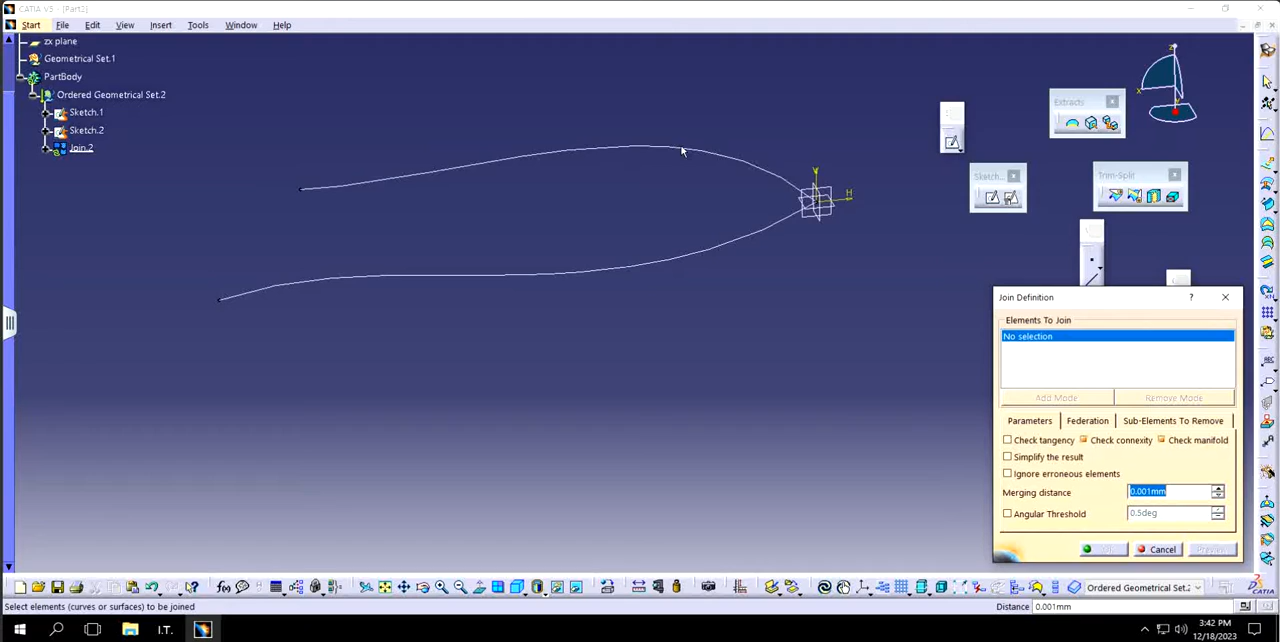 CATIA V5 - [Part2]
Start File Edit View Insert Tools Window Help
zx plane
Geometrical Set.1
PartBody
Ordered Geometrical Set.2
Sketch.1
Sketch.2
Join.2
V
H
z
x
Extracts
Sketch...
Trim-Split
Join Definition
?
Elements To Join
No selection
Add Mode Remove Mode
Parameters Federation Sub-Elements To Remove
Check tangency Check connexity Check manifold
Simplify the result
Ignore erroneous elements
Merging distance 0.001mm
Angular Threshold 0.5deg
OK Cancel Preview
ABC
f(x)
Ordered Geometrical Set.2
CATIA
Select elements (curves or surfaces) to be joined Distance 0.001mm
I.T.
3:42 PM
12/18/2023